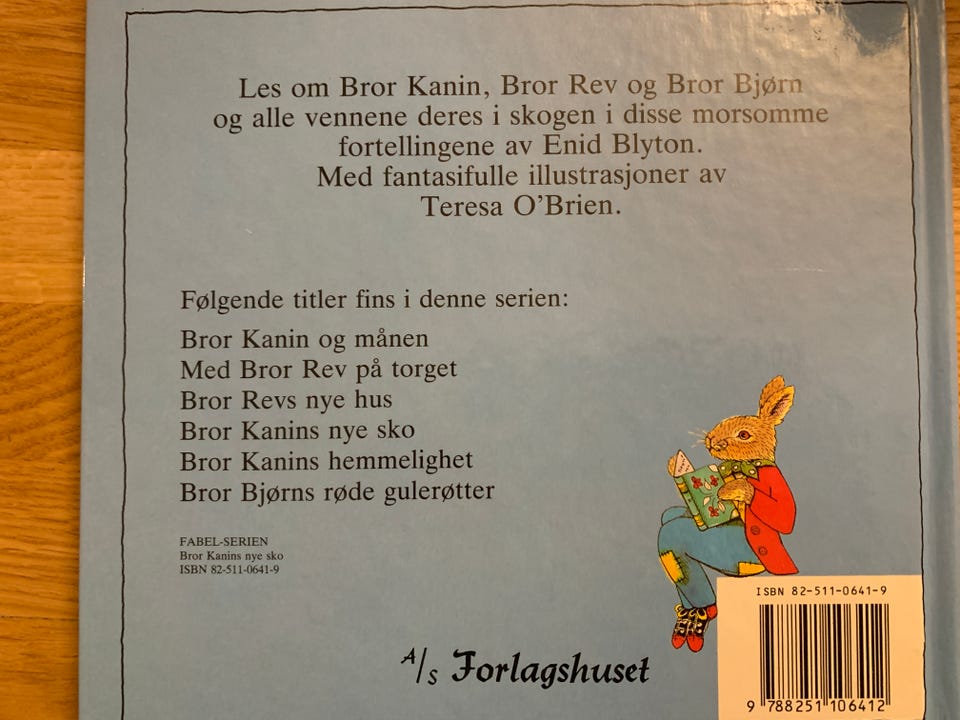 Les om Bror Kanin, Bror Rev og Bror Bjørn
og alle vennene deres i skogen i disse morsomme
fortellingene av Enid Blyton.
Med fantasifulle illustrasjoner av
Teresa O'Brien.
Følgende titler fins i denne serien:
Bror Kanin og månen
Med Bror Rev på torget
Bror Revs nye hus
Bror Kanins nye sko
Bror Kanins hemmelighet
Bror Bjørns røde gulerøtter
FABEL-SERIEN
Bror Kanins nye sko
ISBN 82-511-0641-9
A/S Forlagshuset
ISBN 82-511-0641-9
9 788251 106412